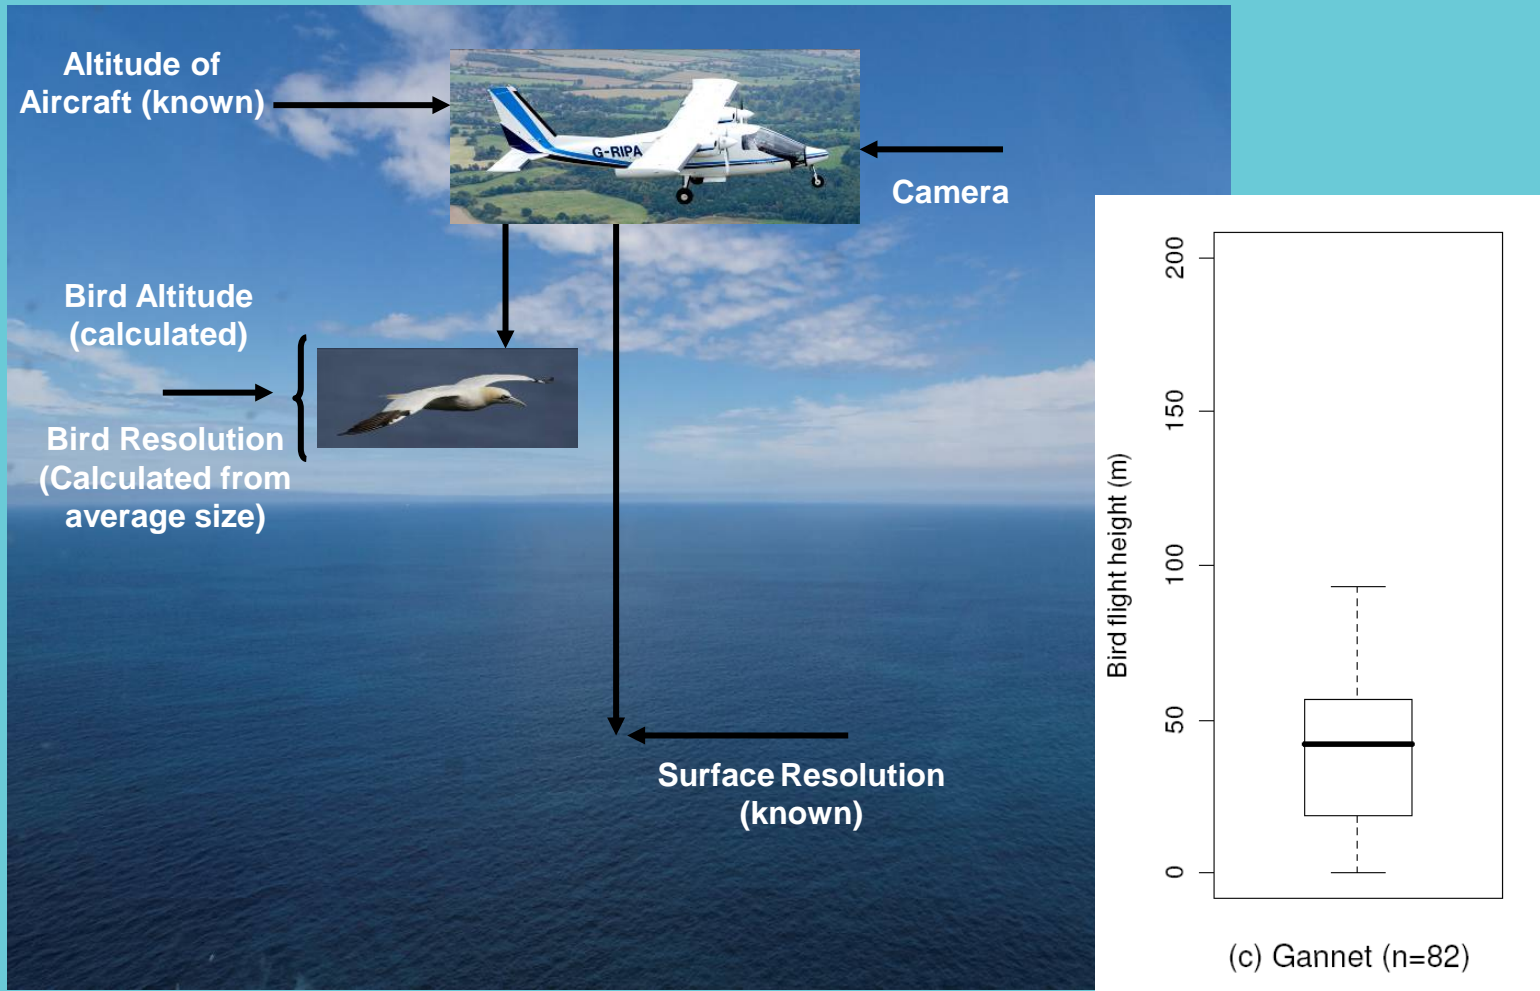 Altitude of
Aircraft (known)
G-RIPA
Camera
Bird Altitude
(calculated)
Bird Resolution
(Calculated from
average size)
Surface Resolution
(known)
Bird flight height (m)
200
150
100
50
0
(c) Gannet (n=82)